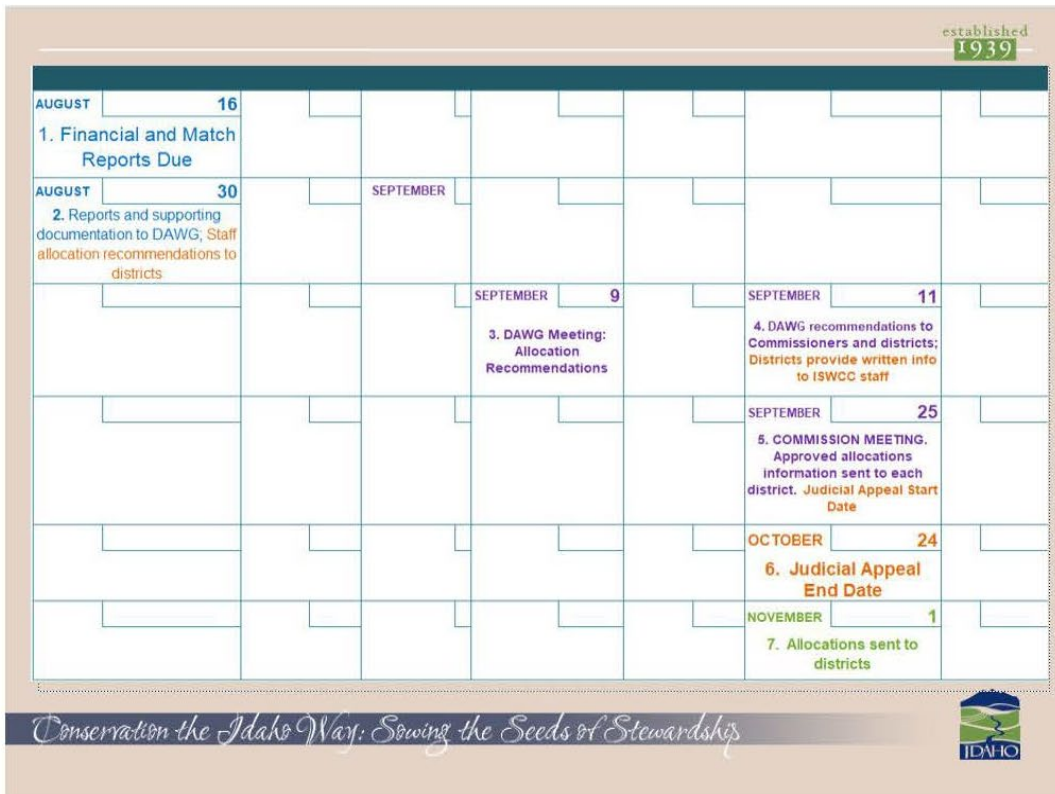 established
1939
AUGUST 16
1. Financial and Match
Reports Due
AUGUST 30
SEPTEMBER
2. Reports and supporting
documentation to DAWG; Staff
allocation recommendations to
districts
SEPTEMBER 9
3. DAWG Meeting:
Allocation
Recommendations
SEPTEMBER 11
4. DAWG recommendations to
Commissioners and districts;
Districts provide written info
to ISWCC staff
SEPTEMBER 25
5. COMMISSION MEETING.
Approved allocations
information sent to each
district. Judicial Appeal Start
Date
OCTOBER 24
6. Judicial Appeal
End Date
NOVEMBER 1
7. Allocations sent to
districts
Conservation the Idaho Way: Sowing the Seeds of Stewardship
IDAHO